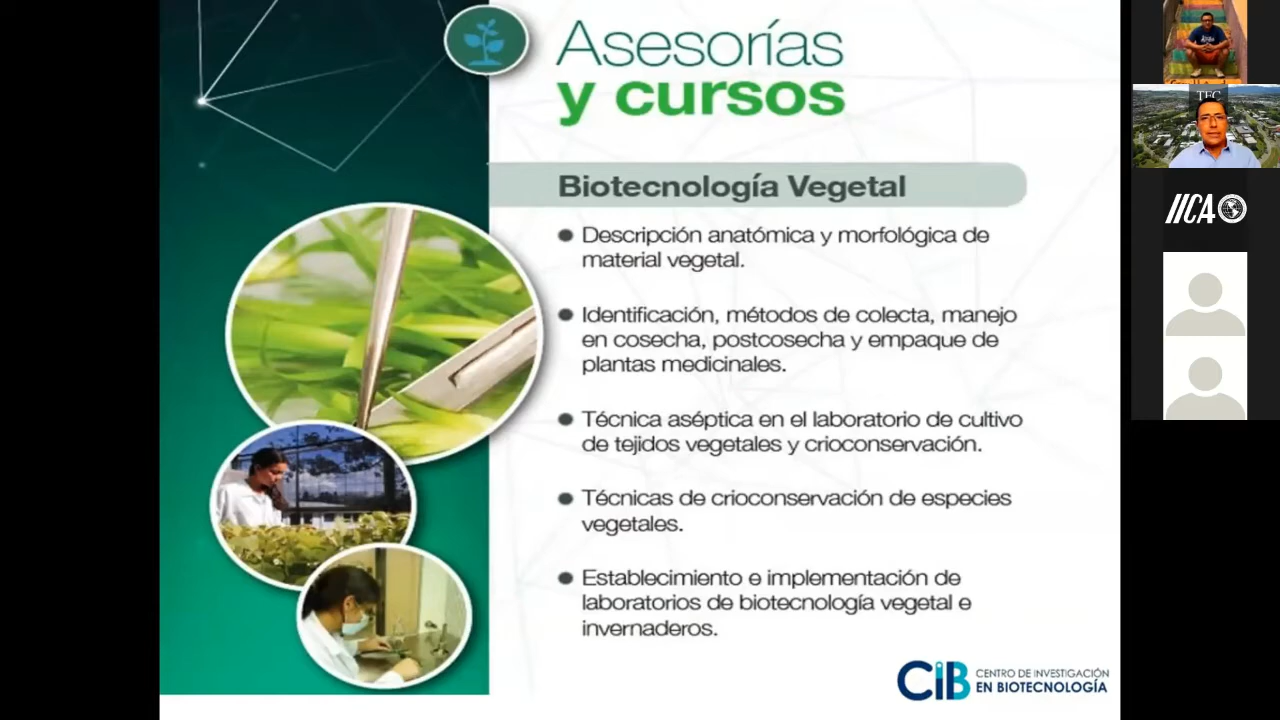 Asesorías
y cursos
Biotecnología Vegetal
Descripción anatómica y morfológica de
material vegetal.
Identificación, métodos de colecta, manejo
en cosecha, postcosecha y empaque de
plantas medicinales.
Técnica aséptica en el laboratorio de cultivo
de tejidos vegetales y crioconservación.
Técnicas de crioconservación de especies
vegetales.
Establecimiento e implementación de
laboratorios de biotecnología vegetal e
invernaderos.
CIB CENTRO DE INVESTIGACIÓN
EN BIOTECNOLOGÍA
TEC
IICA